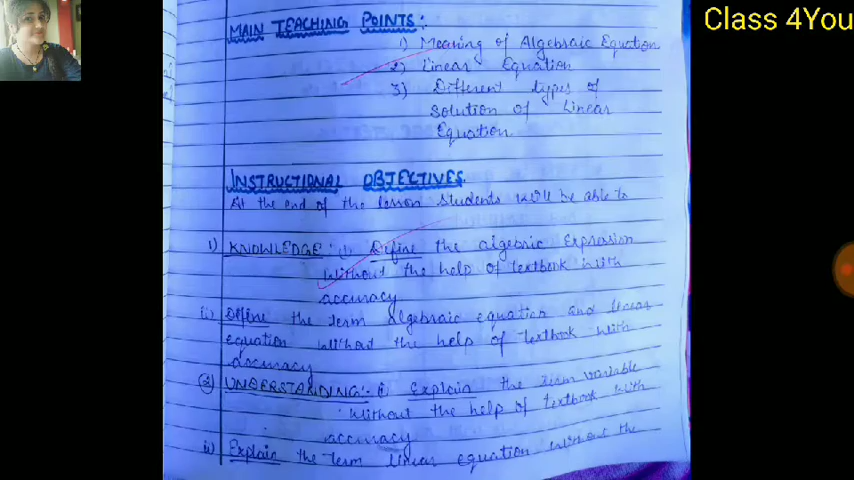 Class 4You
MAIN TEACHING POINTS:
1) Meaning of Algebraic Equation
2) Linear Equation
3) Different types of
solution of Linear
Equation
INSTRUCTIONAL OBJECTIVES
At the end of the lesson students will be able to
1) KNOWLEDGE:- i) Define the algebric Expression
without the help of textbook with
accuracy
ii) Define the term algebraic equation and linear
equation without the help of textbook with
accuracy
2) UNDERSTANDING:- i) Explain the term variable
without the help of textbook with
accuracy
ii) Explain the term linear equation without the